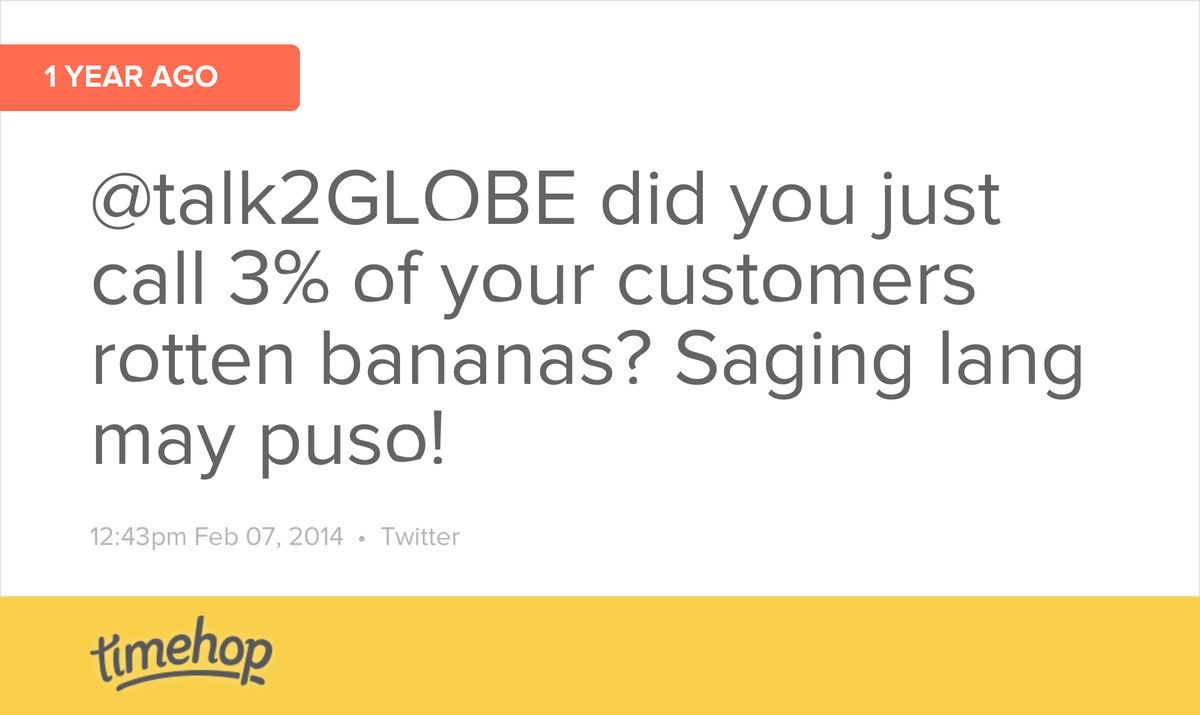 1 YEAR AGO
@talk2GLOBE did you just
call 3% of your customers
rotten bananas? Saging lang
may puso!
12:43pm Feb 07, 2014 • Twitter
timehop